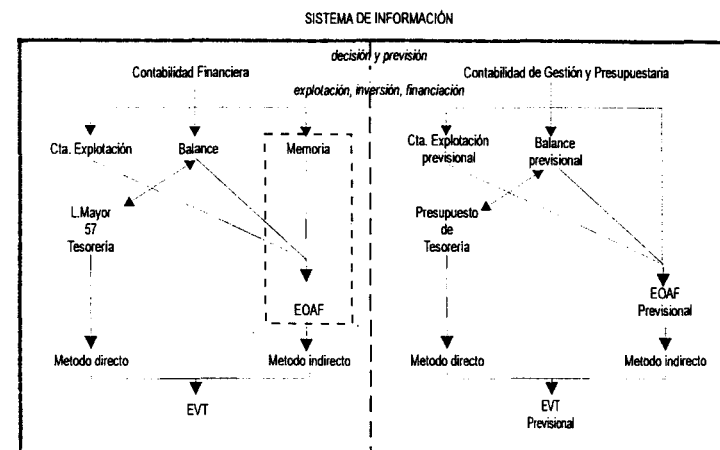 SISTEMA DE INFORMACIÓN
decisión y previsión
Contabilidad Financiera
Contabilidad de Gestión y Presupuestaria
explotación, inversión, financiación
Cta. Explotación
Balance
Memoria
Cta. Explotación
previsional
Balance
previsional
L.Mayor
57
Tesorería
Presupuesto
de
Tesorería
EOAF
EOAF
Previsional
Metodo directo
Metodo indirecto
Metodo directo
Metodo indirecto
EVT
EVT
Previsional